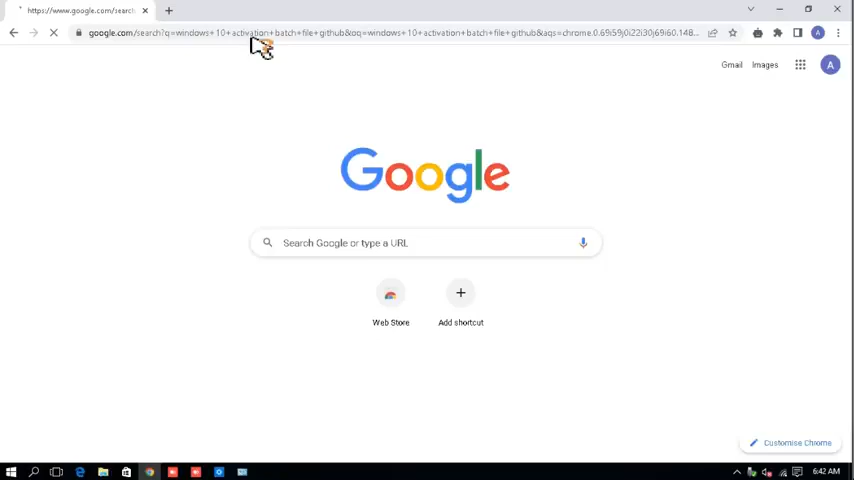 https://www.google.com/search
google.com/search?q=windows+10+activation+batch+file+github&oq=windows+10+activation+batch+file+github&aqs=chrome.0.69i59j0i22i30j69i60.148...
A
Gmail Images A
Google
Search Google or type a URL
Web Store Add shortcut
Customise Chrome
6:42 AM